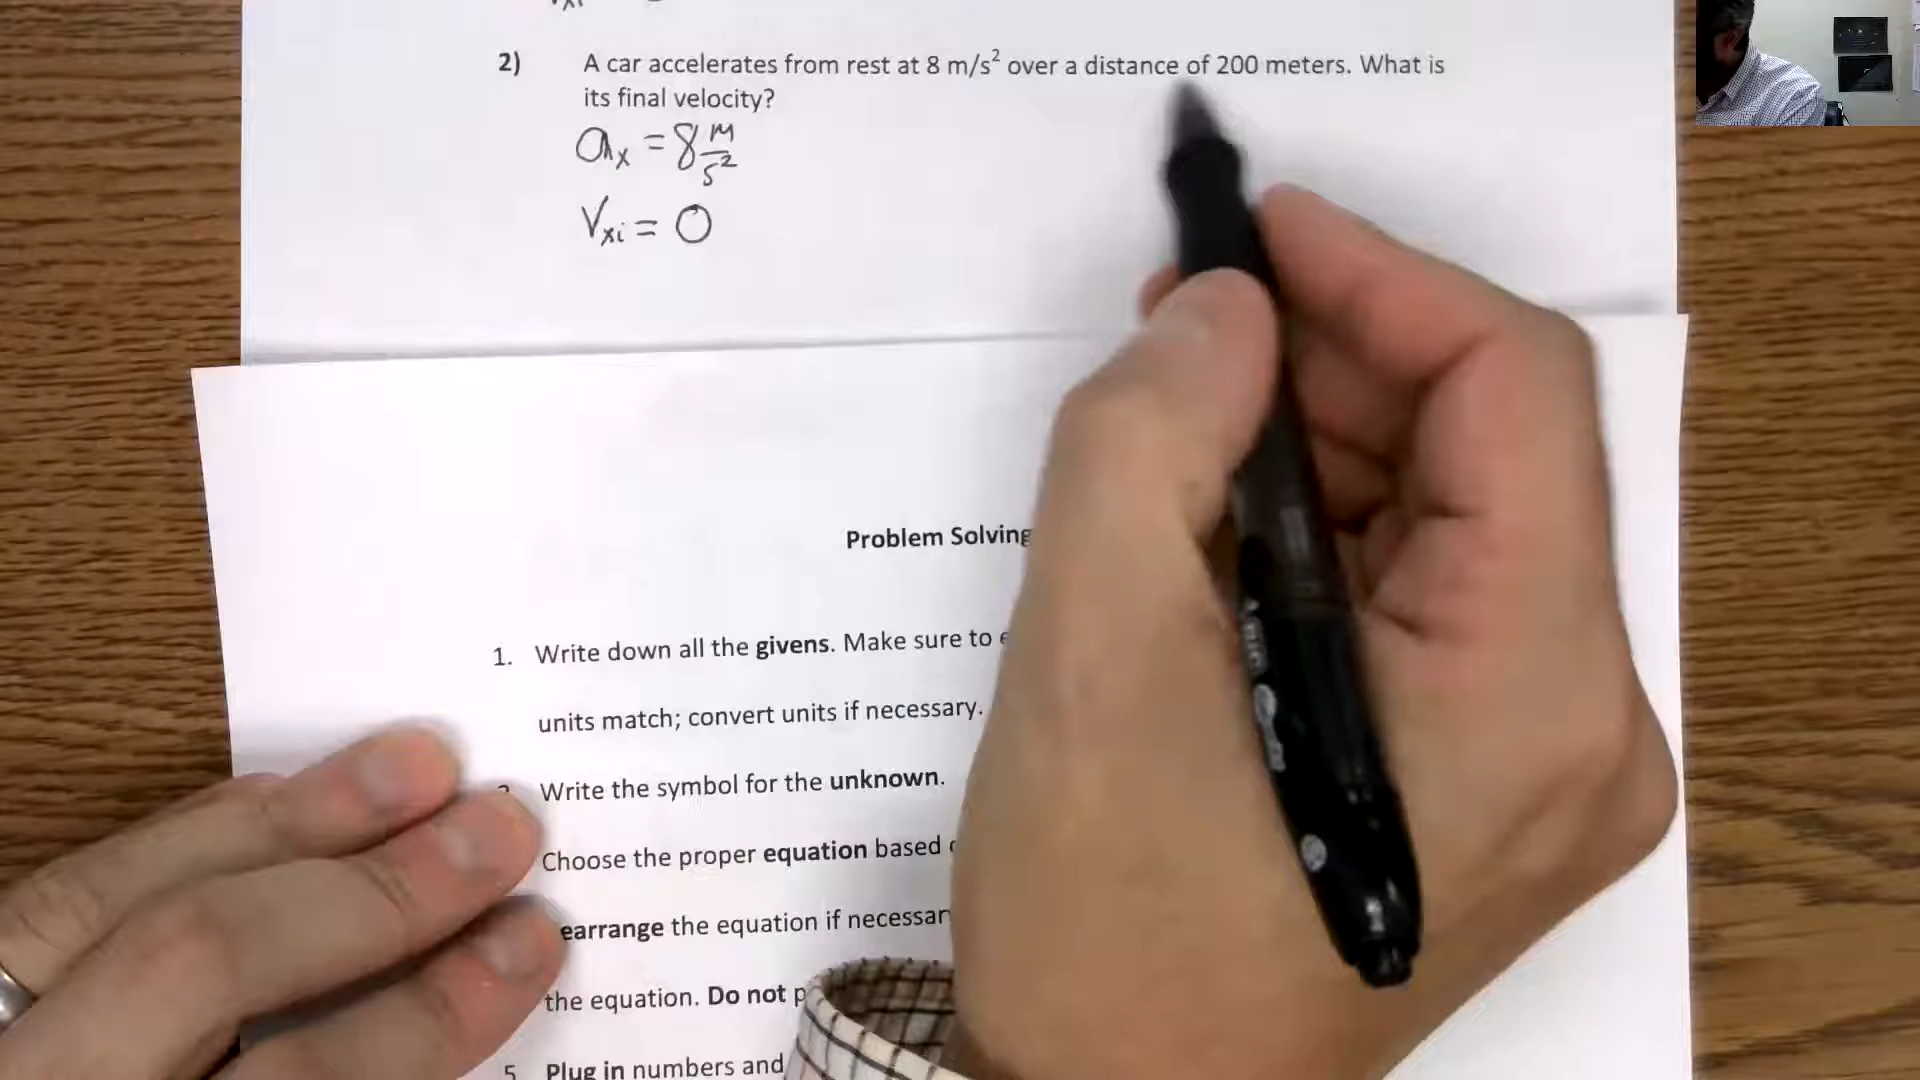 2) A car accelerates from rest at 8 m/s² over a distance of 200 meters. What is
its final velocity?
aₓ = 8 m/s²
Vₓᵢ = 0
Problem Solving
1. Write down all the givens. Make sure to
units match; convert units if necessary.
Write the symbol for the unknown.
Choose the proper equation based
earrange the equation if necessar
the equation. Do not p
5 Plug in numbers and